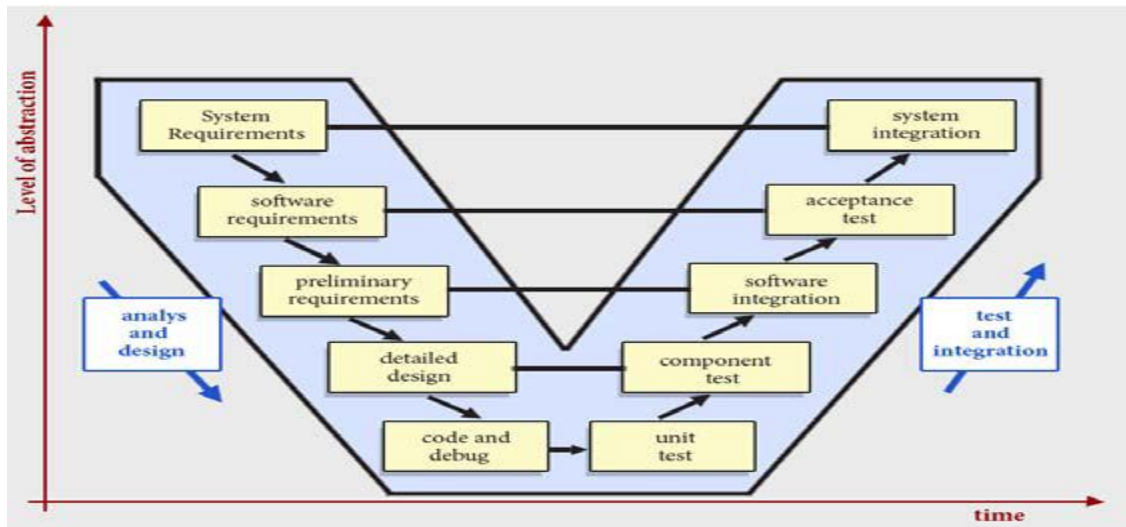 Level of abstraction
System
Requirements
system
integration
software
requirements
acceptance
test
preliminary
requirements
software
integration
analys
and
design
test
and
integration
detailed
design
component
test
code and
debug
unit
test
time